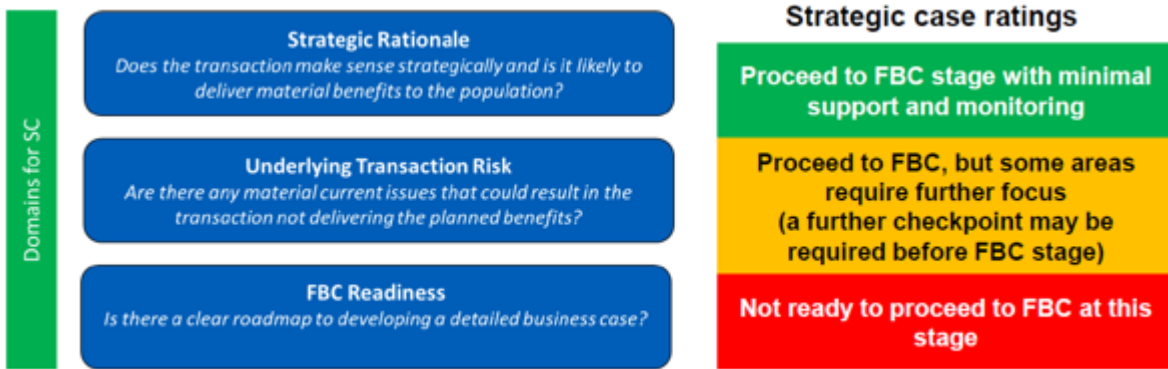 Domains for SC
Strategic Rationale
Does the transaction make sense strategically and is it likely to
deliver material benefits to the population?
Underlying Transaction Risk
Are there any material current issues that could result in the
transaction not delivering the planned benefits?
FBC Readiness
Is there a clear roadmap to developing a detailed business case?
Strategic case ratings
Proceed to FBC stage with minimal
support and monitoring
Proceed to FBC, but some areas
require further focus
(a further checkpoint may be
required before FBC stage)
Not ready to proceed to FBC at this
stage